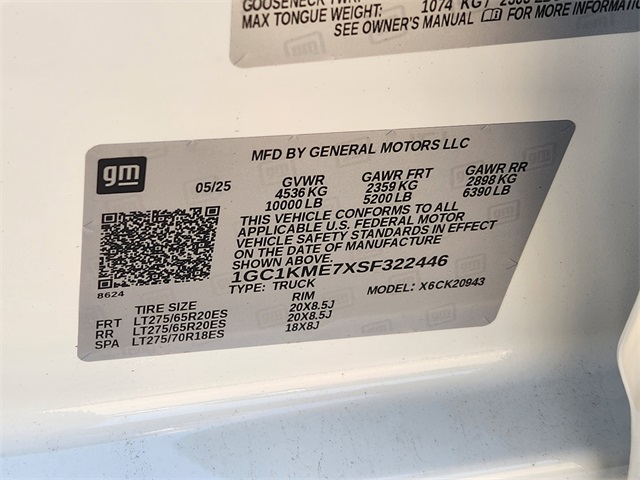 GOOSENECK
MAX TONGUE WEIGHT: 1074 KG /
SEE OWNER'S MANUAL FOR MORE INFORMATION
gm
MFD BY GENERAL MOTORS LLC
05/25
GVWR GAWR FRT GAWR RR
4536 KG 2359 KG 2898 KG
10000 LB 5200 LB 6390 LB
THIS VEHICLE CONFORMS TO ALL
APPLICABLE U.S. FEDERAL MOTOR
VEHICLE SAFETY STANDARDS IN EFFECT
ON THE DATE OF MANUFACTURE
SHOWN ABOVE.
1GC1KME7XSF322446
8624
TYPE: TRUCK MODEL: X6CK20943
TIRE SIZE RIM
FRT LT275/65R20ES 20X8.5J
RR LT275/65R20ES 20X8.5J
SPA LT275/70R18ES 18X8J